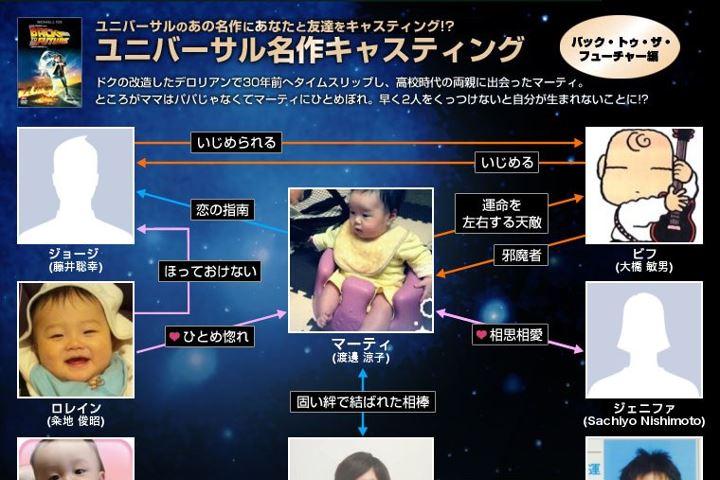 ユニバーサルのあの名作にあなたと友達をキャスティング!?
ユニバーサル名作キャスティング
バック・トゥ・ザ・
フューチャー編
ドクの改造したデロリアンで30年前へタイムスリップし、高校時代の両親に出会ったマーティ。
ところがママはパパじゃなくてマーティにひとめぼれ。早く2人をくっつけないと自分が生まれないことに!?
BACK TO THE FUTURE
いじめられる
いじめる
恋の指南
運命を
左右する天敵
ジョージ
(藤井聡幸)
ほっておけない
邪魔者
ビフ
(大橋 敏男)
ひとめ惚れ
マーティ
(渡邊 涼子)
相思相愛
固い絆で結ばれた相棒
ロレイン
(粂地 俊昭)
ジェニファ
(Sachiyo Nishimoto)
運